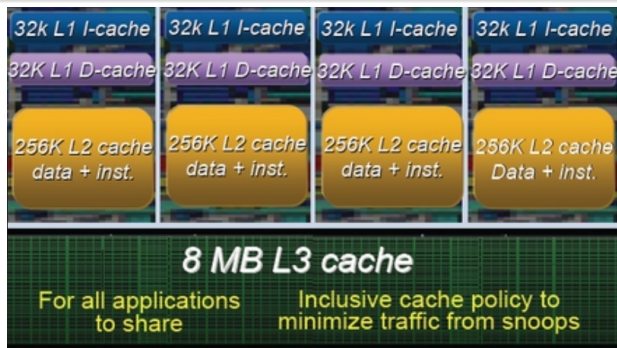 32k L1 I-cache
32K L1 D-cache
256K L2 cache
data + inst.
32k L1 I-cache
32K L1 D-cache
256K L2 cache
data + inst.
32k L1 I-cache
32K L1 D-cache
256K L2 cache
data + inst.
32k L1 I-cache
32K L1 D-cache
256K L2 cache
Data + inst.
8 MB L3 cache
For all applications
to share
Inclusive cache policy to
minimize traffic from snoops